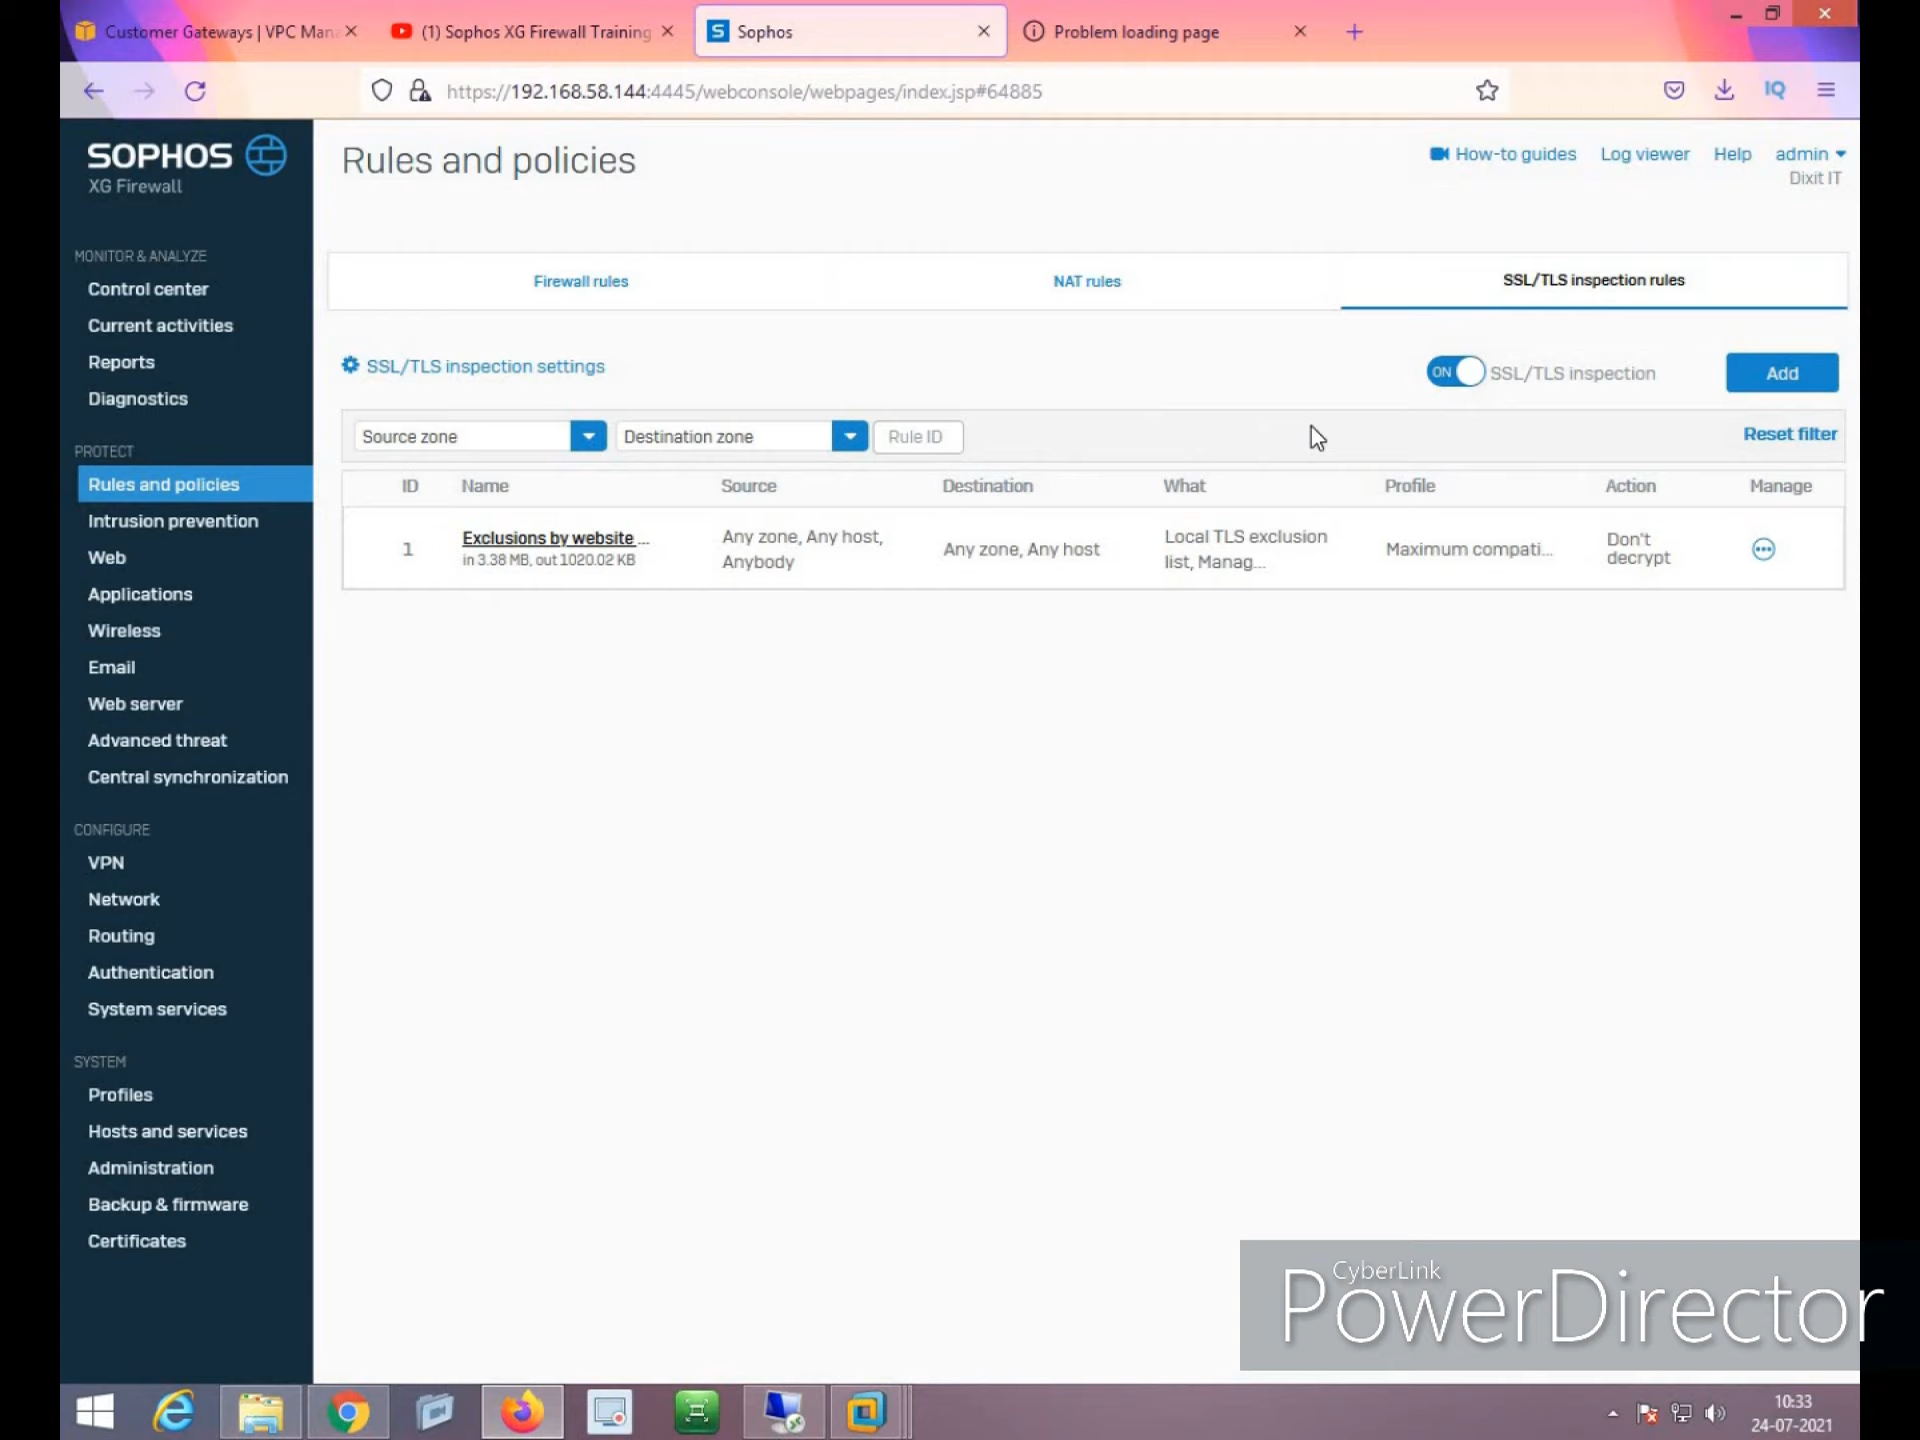 Customer Gateways | VPC Man
(1) Sophos XG Firewall Training
S Sophos
Problem loading page
https://192.168.58.144:4445/webconsole/webpages/index.jsp#64885
IQ
SOPHOS
XG Firewall
Rules and policies
How-to guides
Log viewer
Help
admin
Dixit IT
MONITOR & ANALYZE
Control center
Current activities
Reports
Diagnostics
PROTECT
Rules and policies
Intrusion prevention
Web
Applications
Wireless
Email
Web server
Advanced threat
Central synchronization
CONFIGURE
VPN
Network
Routing
Authentication
System services
SYSTEM
Profiles
Hosts and services
Administration
Backup & firmware
Certificates
Firewall rules
NAT rules
SSL/TLS inspection rules
SSL/TLS inspection settings
ON
SSL/TLS inspection
Add
Source zone
Destination zone
Rule ID
Reset filter
ID
Name
Source
Destination
What
Profile
Action
Manage
1
Exclusions by website ...
in 3.38 MB, out 1020.02 KB
Any zone, Any host,
Anybody
Any zone, Any host
Local TLS exclusion
list, Manag...
Maximum compati...
Don't
decrypt
CyberLink
PowerDirector
10:33
24-07-2021